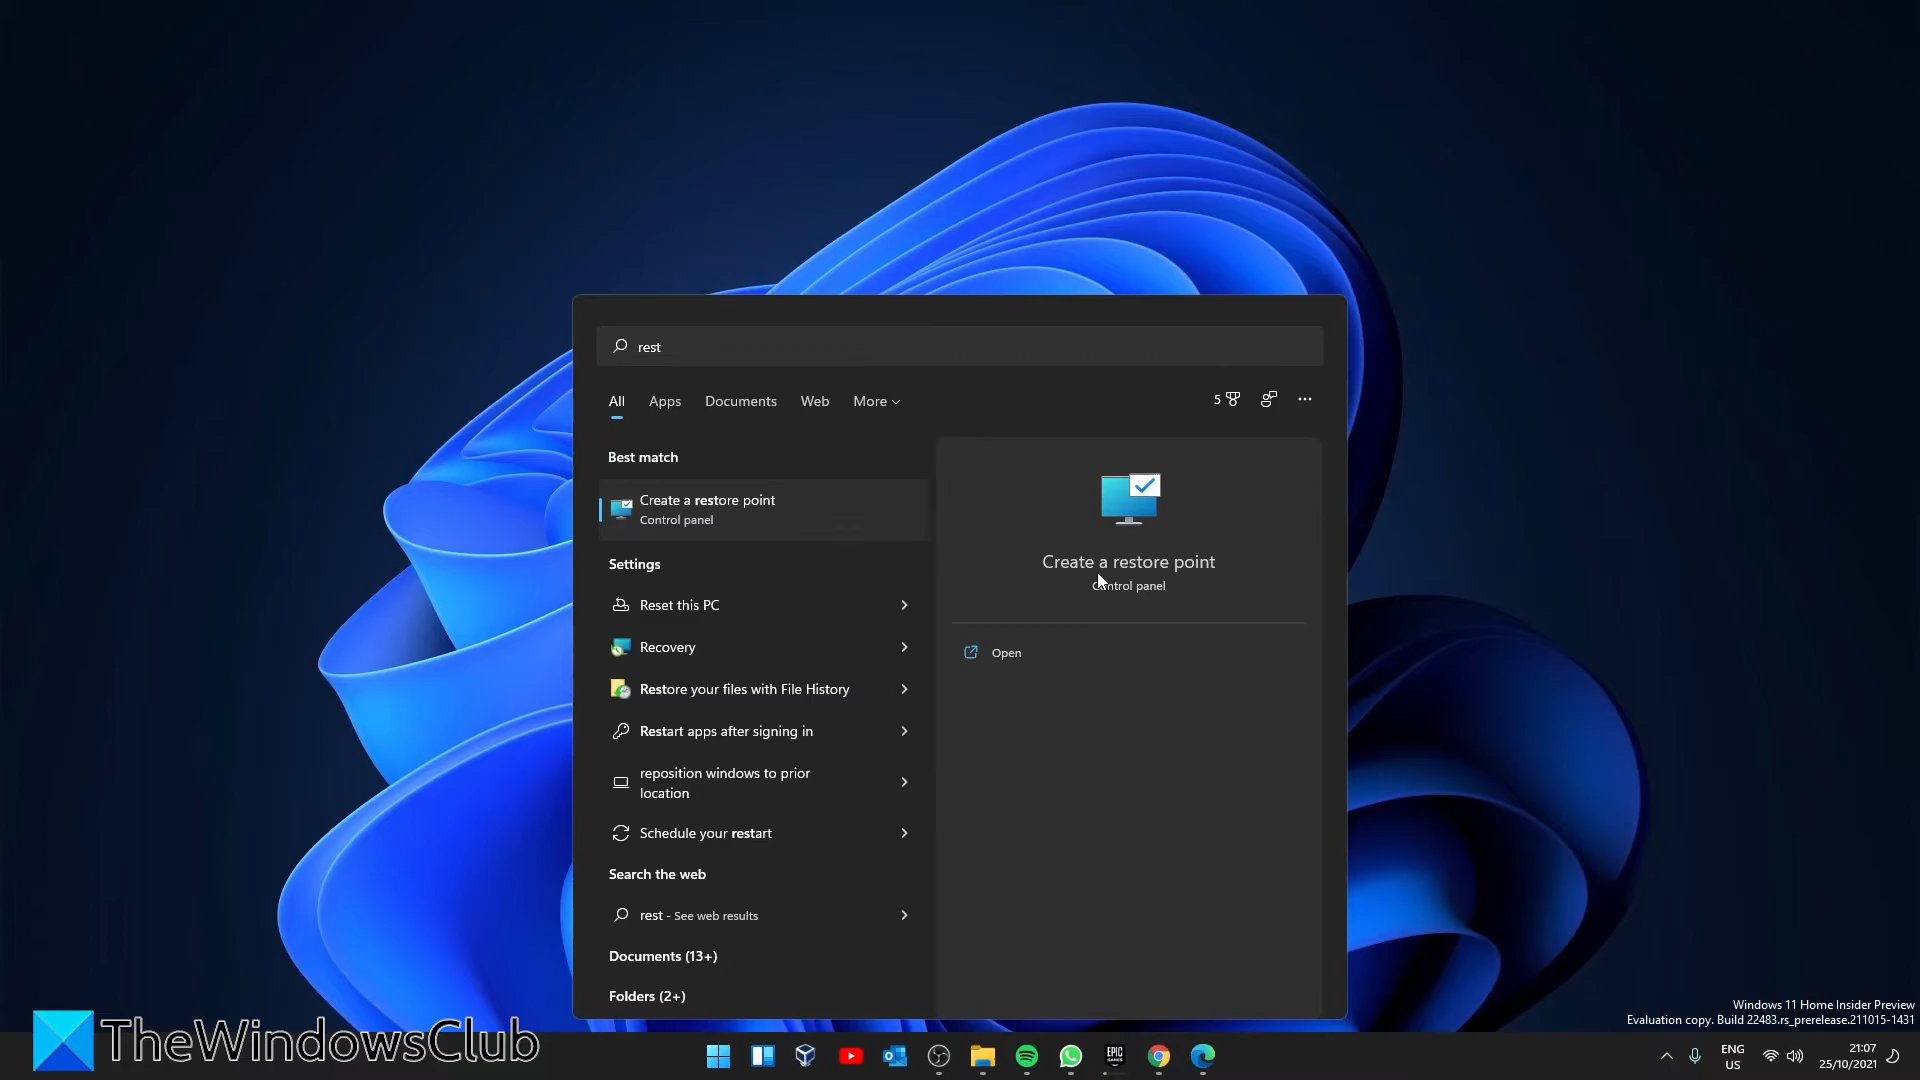 rest
All
Apps
Documents
Web
More
5
Best match
Create a restore point
Control panel
Settings
Reset this PC
Recovery
Restore your files with File History
Restart apps after signing in
reposition windows to prior
location
Schedule your restart
Search the web
rest - See web results
Documents (13+)
Folders (2+)
Create a restore point
Control panel
Open
Windows 11 Home Insider Preview
Evaluation copy. Build 22483.rs_prerelease.211015-1431
TheWindowsClub
EPIC
GAMES
ENG
US
21:07
25/10/2021